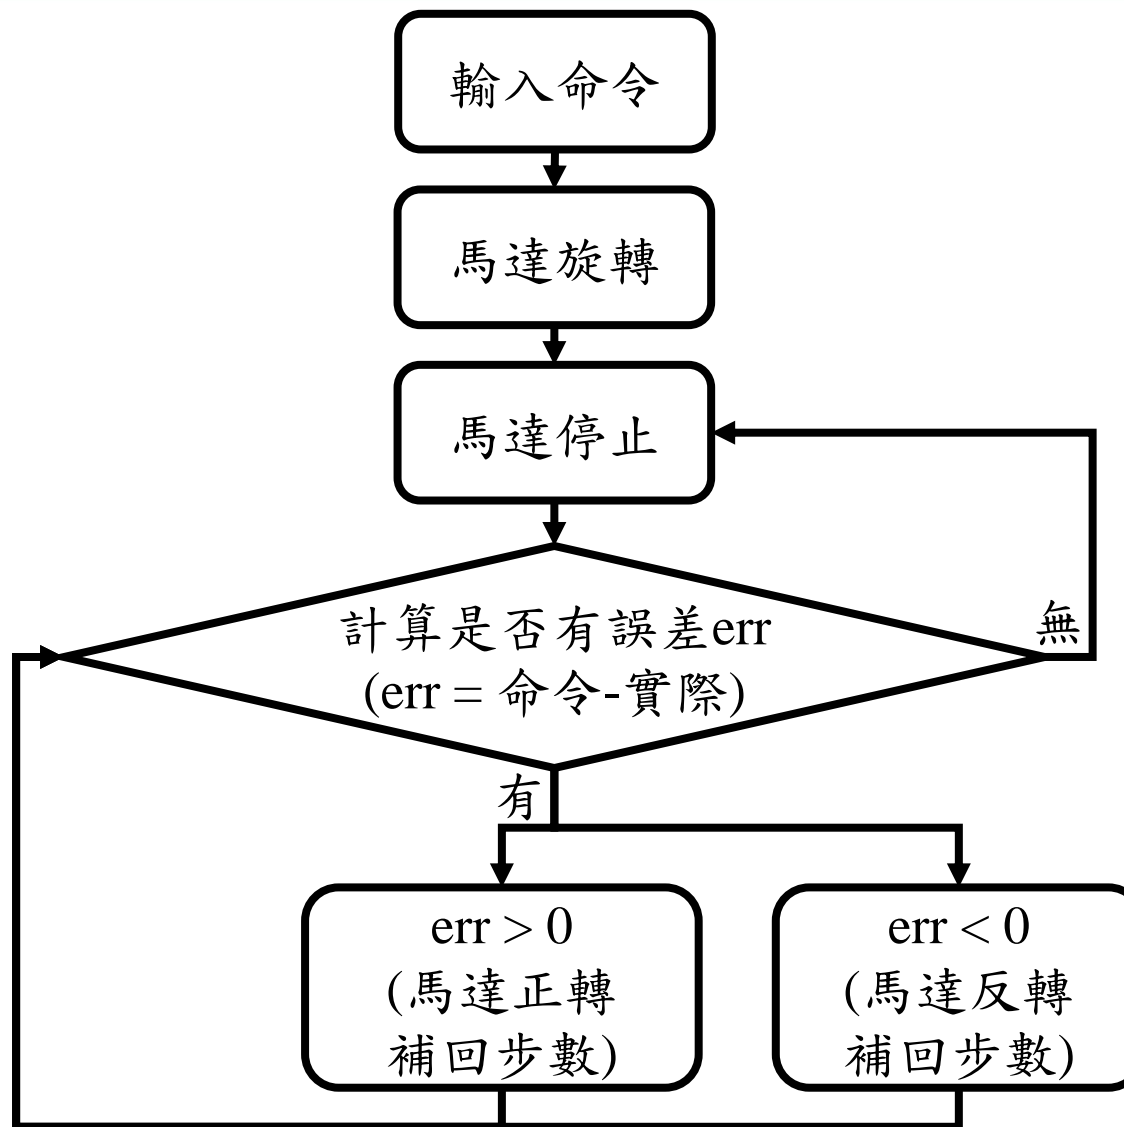 輸入命令
馬達旋轉
馬達停止
計算是否有誤差err
(err = 命令-實際)
無
有
err > 0
(馬達正轉
補回步數)
err < 0
(馬達反轉
補回步數)